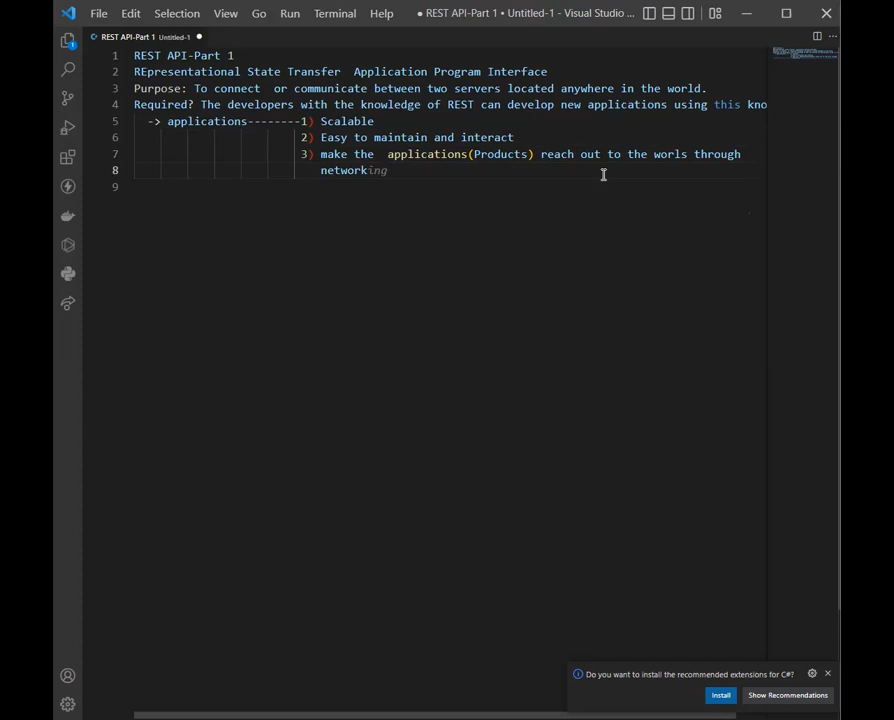 File Edit Selection View Go Run Terminal Help ● REST API-Part 1 • Untitled-1 - Visual Studio ...
REST API-Part 1 Untitled-1 ●
1 REST API-Part 1
2 REpresentational State Transfer  Application Program Interface
3 Purpose: To connect  or communicate between two servers located anywhere in the world.
4 Required? The developers with the knowledge of REST can develop new applications using this kno
5 -> applications--------1) Scalable
6 2) Easy to maintain and interact
7 3) make the  applications(Products) reach out to the worls through
8 networking
9
1
Do you want to install the recommended extensions for C#?
Install Show Recommendations